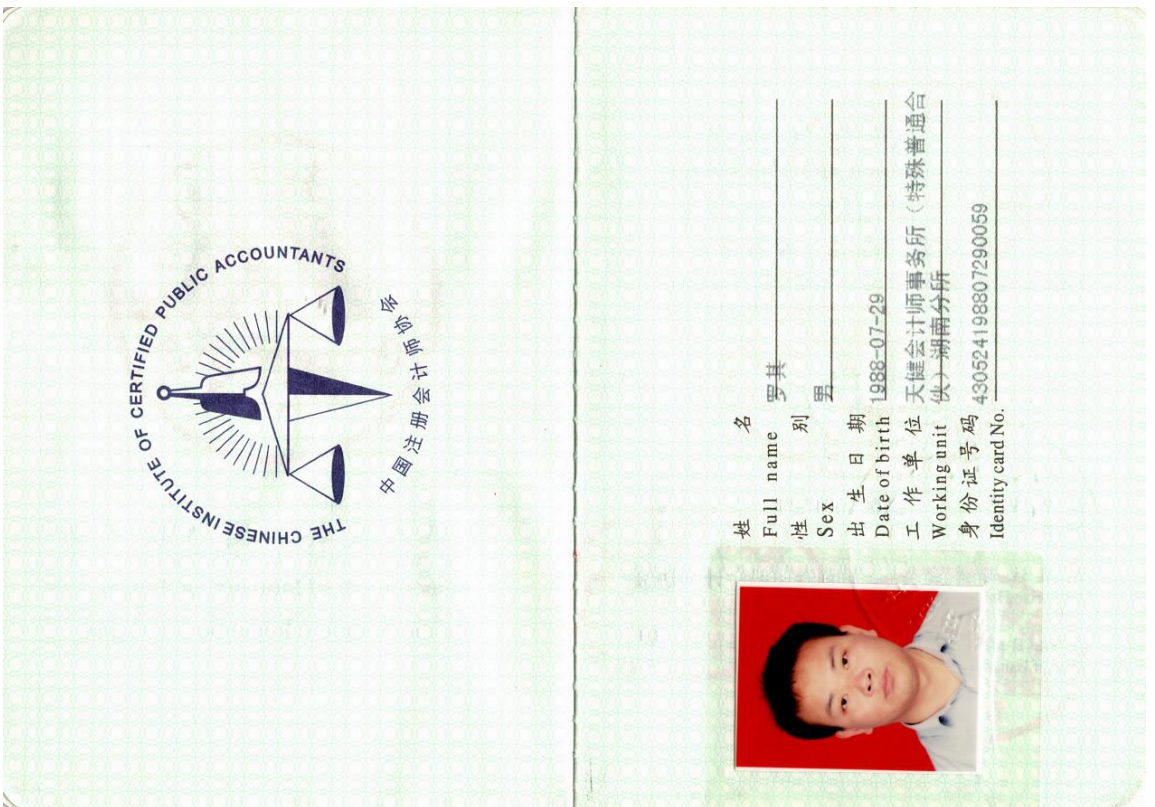 THE CHINESE INSTITUTE OF CERTIFIED PUBLIC ACCOUNTANTS
中国注册会计师协会
姓 名 罗其
Full name
性 别 男
Sex
出生日期 1988-07-29
Date of birth
工作单位 天健会计师事务所（特殊普通合
Working unit 伙）湖南分所
身份证号码 430524198807290059
Identity card No.